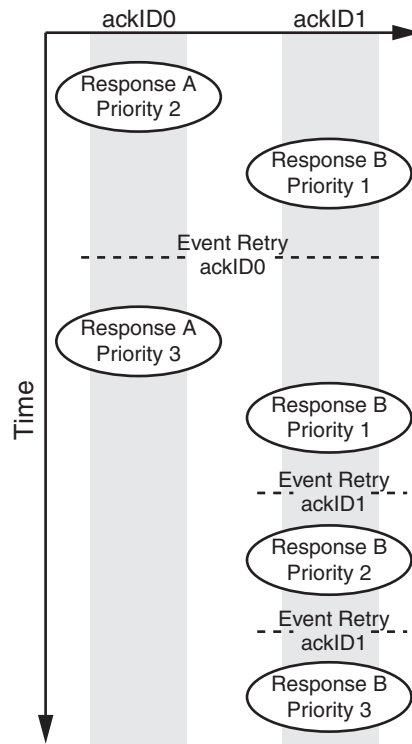 ackID0
ackID1
Response A
Priority 2
Response B
Priority 1
Event Retry
ackID0
Response A
Priority 3
Response B
Priority 1
Event Retry
ackID1
Response B
Priority 2
Event Retry
ackID1
Response B
Priority 3
Time